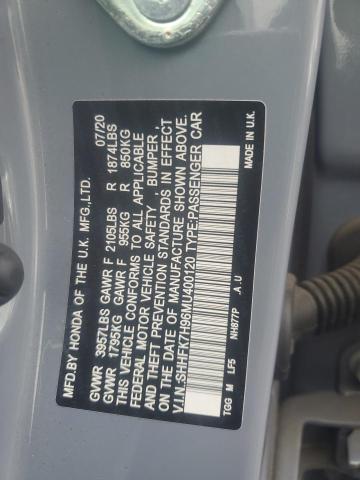 MFD.BY HONDA OF THE U.K. MFG.,LTD. 07/20
GVWR 3957LBS GAWR F 2105LBS R 1874LBS
GVWR 1795KG GAWR F 955KG R 850KG
THIS VEHICLE CONFORMS TO ALL APPLICABLE
FEDERAL MOTOR VEHICLE SAFETY , BUMPER ,
AND THEFT PREVENTION STANDARDS IN EFFECT
ON THE DATE OF MANUFACTURE SHOWN ABOVE.
V.I.N.:SHHFK7H96MU400120 TYPE:PASSENGER CAR
NH877P .A .U MADE IN U.K.
TGG M LF5